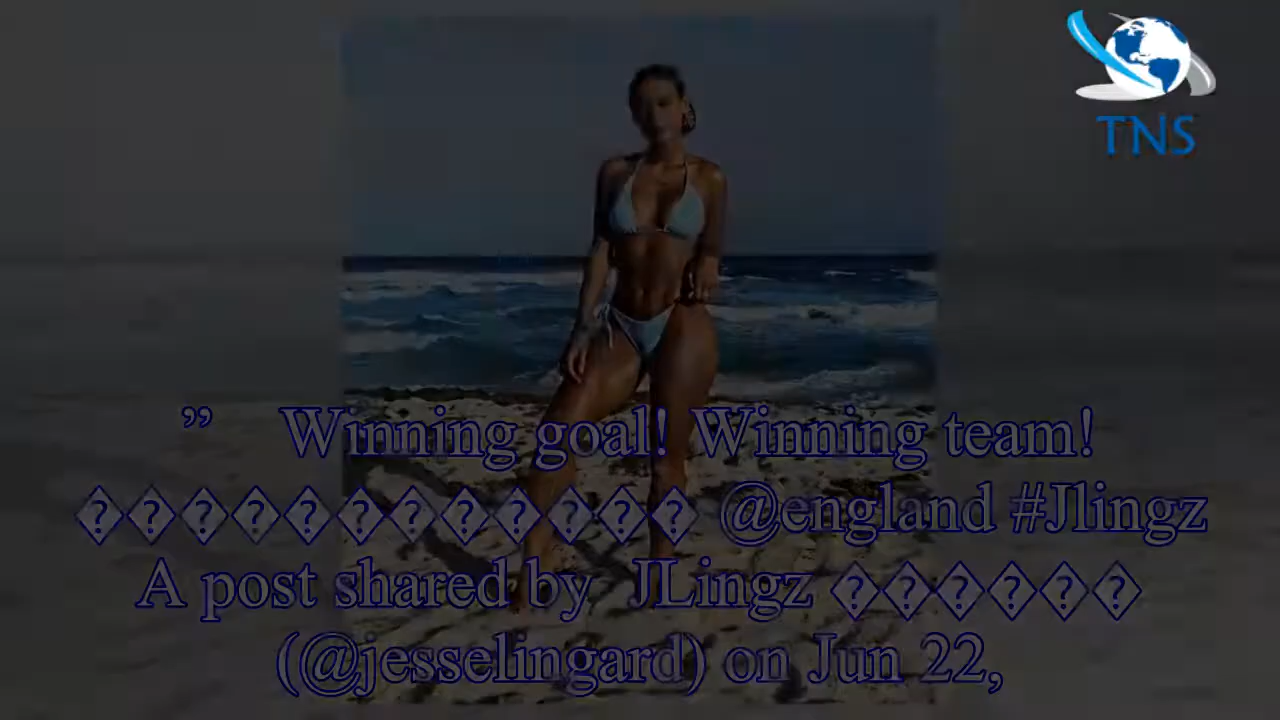 TNS
” Winning goal! Winning team!
������������� @england #Jlingz
A post shared by JLingz ������
(@jesselingard) on Jun 22,